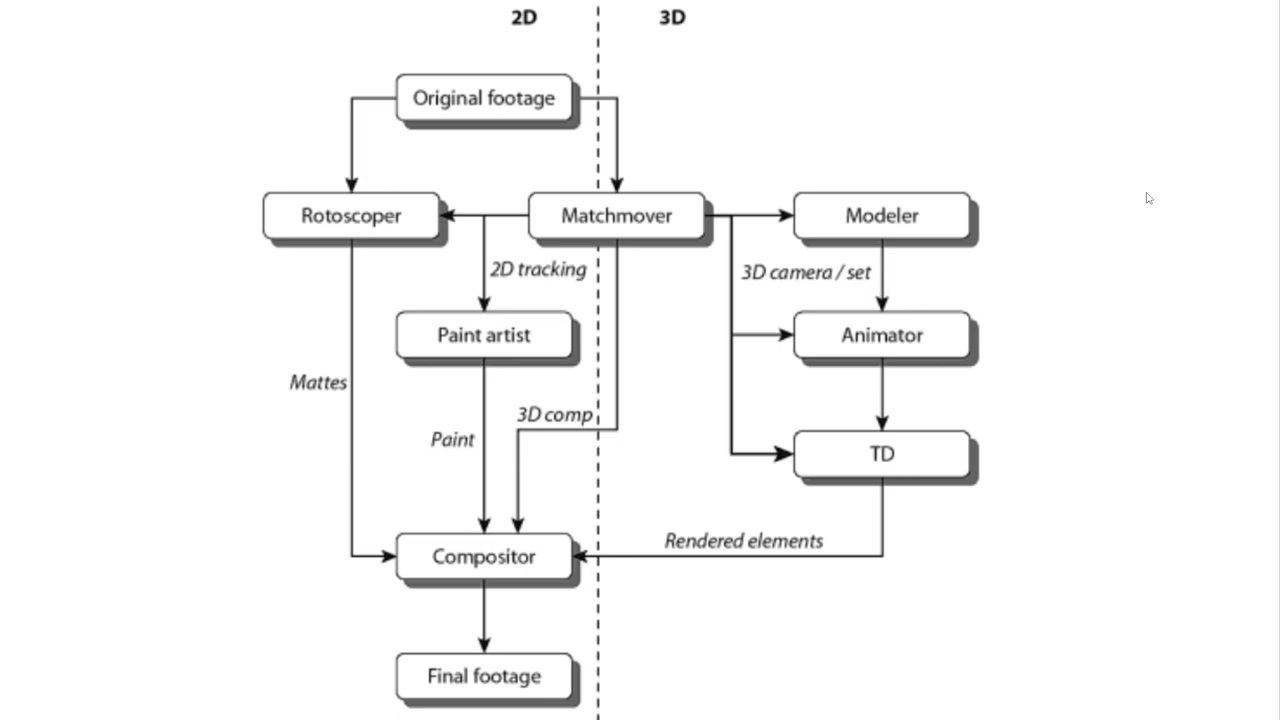 2D
3D
Original footage
Rotoscoper
Matchmover
Modeler
2D tracking
3D camera / set
Paint artist
Animator
Mattes
3D comp
Paint
TD
Rendered elements
Compositor
Final footage